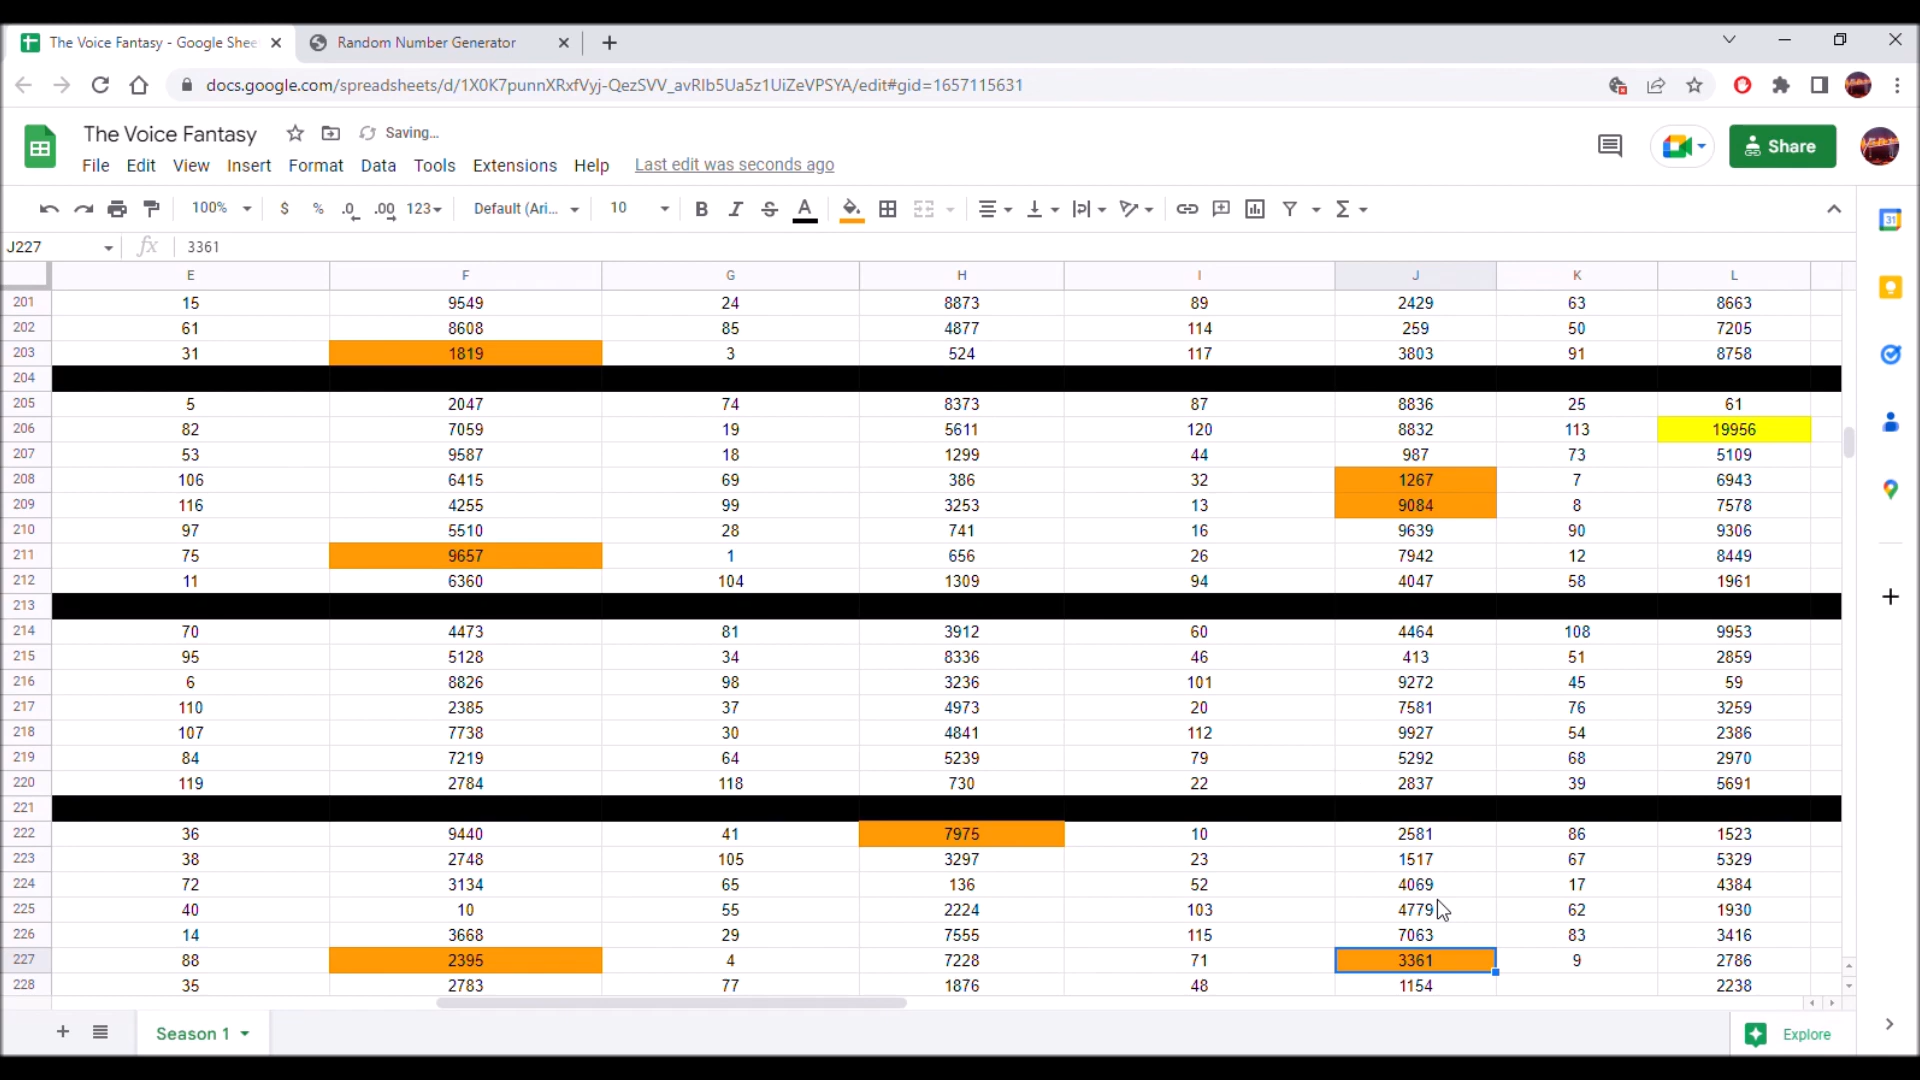 The Voice Fantasy - Google Shee
Random Number Generator
docs.google.com/spreadsheets/d/1X0K7punnXRxfVyj-QezSVV_avRIb5Ua5z1UiZeVPSYA/edit#gid=1657115631
The Voice Fantasy Saving...
File Edit View Insert Format Data Tools Extensions Help Last edit was seconds ago
Share
100% $ % .0 .00 123 Default (Ari... 10 B I S A
J227 fx 3361
E F G H I J K L
201 15 9549 24 8873 89 2429 63 8663
202 61 8608 85 4877 114 259 50 7205
203 31 1819 3 524 117 3803 91 8758
204
205 5 2047 74 8373 87 8836 25 61
206 82 7059 19 5611 120 8832 113 19956
207 53 9587 18 1299 44 987 73 5109
208 106 6415 69 386 32 1267 7 6943
209 116 4255 99 3253 13 9084 8 7578
210 97 5510 28 741 16 9639 90 9306
211 75 9657 1 656 26 7942 12 8449
212 11 6360 104 1309 94 4047 58 1961
213
214 70 4473 81 3912 60 4464 108 9953
215 95 5128 34 8336 46 413 51 2859
216 6 8826 98 3236 101 9272 45 59
217 110 2385 37 4973 20 7581 76 3259
218 107 7738 30 4841 112 9927 54 2386
219 84 7219 64 5239 79 5292 68 2970
220 119 2784 118 730 22 2837 39 5691
221
222 36 9440 41 7975 10 2581 86 1523
223 38 2748 105 3297 23 1517 67 5329
224 72 3134 65 136 52 4069 17 4384
225 40 10 55 2224 103 4779 62 1930
226 14 3668 29 7555 115 7063 83 3416
227 88 2395 4 7228 71 3361 9 2786
228 35 2783 77 1876 48 1154 2238
Season 1
Explore